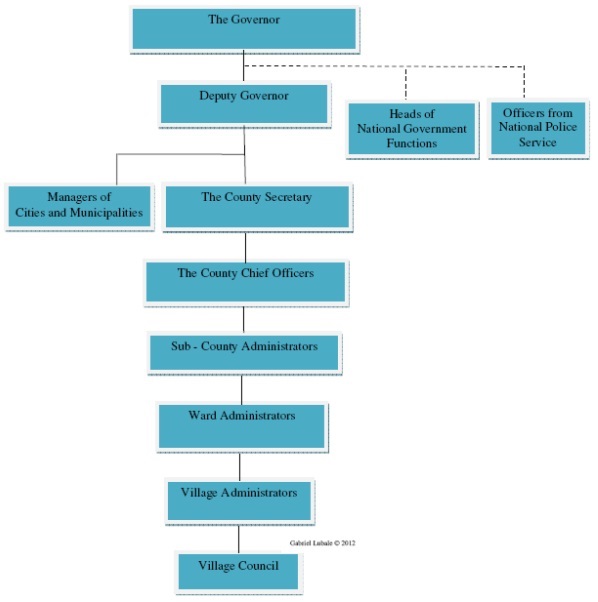 The Governor
Deputy Governor
Heads of
National Government
Functions
Officers from
National Police
Service
Managers of
Cities and Municipalities
The County Secretary
The County Chief Officers
Sub - County Administrators
Ward Administrators
Village Administrators
Gabriel Lubale © 2012
Village Council